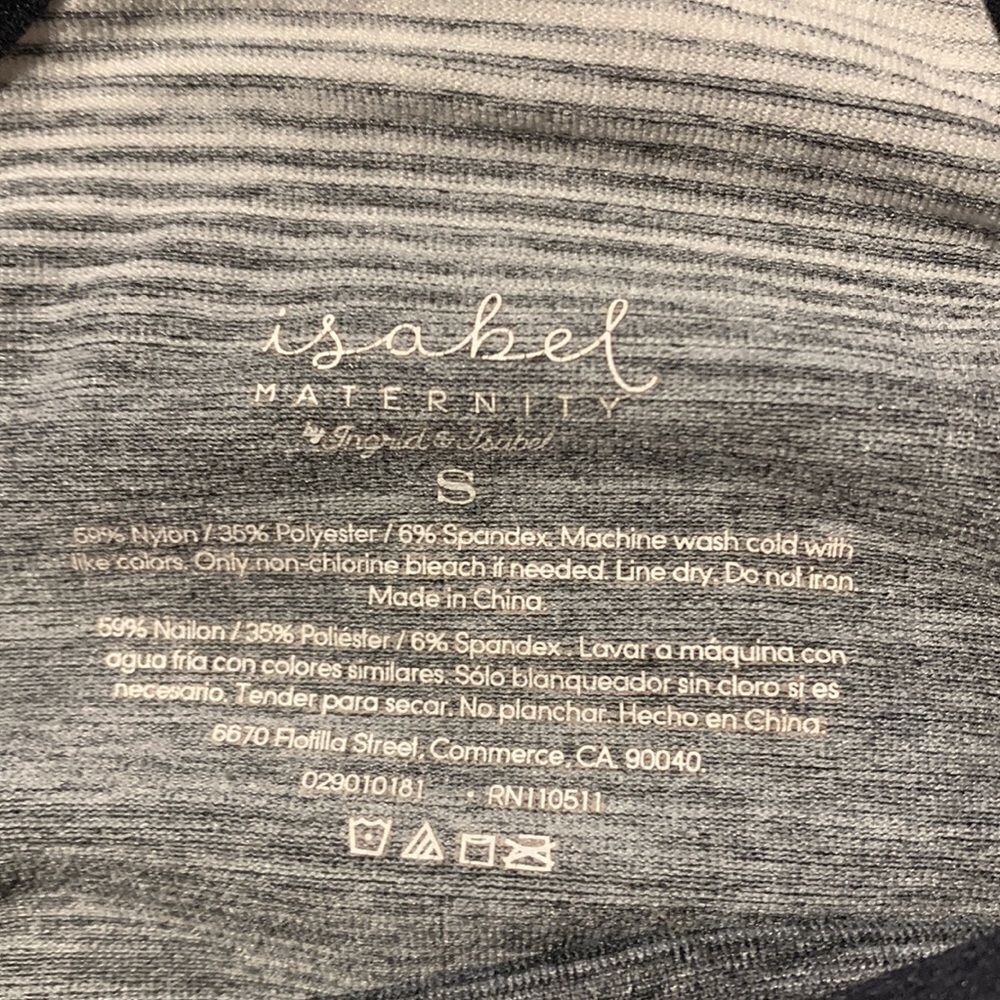 isabel
MATERNITY
by Ingrid & Isabel
S
59% Nylon / 35% Polyester / 6% Spandex. Machine wash cold with
like colors. Only non-chlorine bleach if needed. Line dry. Do not iron.
Made in China.
59% Nailon / 35% Poliéster / 6% Spandex . Lavar a máquina con
agua fría con colores similares. Sólo blanqueador sin cloro si es
necesario. Tender para secar. No planchar. Hecho en China.
6670 Flotilla Street, Commerce, CA. 90040.
029010181 • RN110511